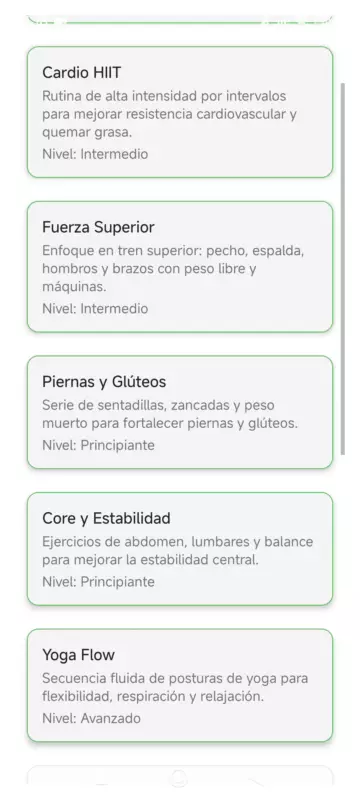 Cardio HIIT
Rutina de alta intensidad por intervalos
para mejorar resistencia cardiovascular y
quemar grasa.
Nivel: Intermedio
Fuerza Superior
Enfoque en tren superior: pecho, espalda,
hombros y brazos con peso libre y
máquinas.
Nivel: Intermedio
Piernas y Glúteos
Serie de sentadillas, zancadas y peso
muerto para fortalecer piernas y glúteos.
Nivel: Principiante
Core y Estabilidad
Ejercicios de abdomen, lumbares y balance
para mejorar la estabilidad central.
Nivel: Principiante
Yoga Flow
Secuencia fluida de posturas de yoga para
flexibilidad, respiración y relajación.
Nivel: Avanzado